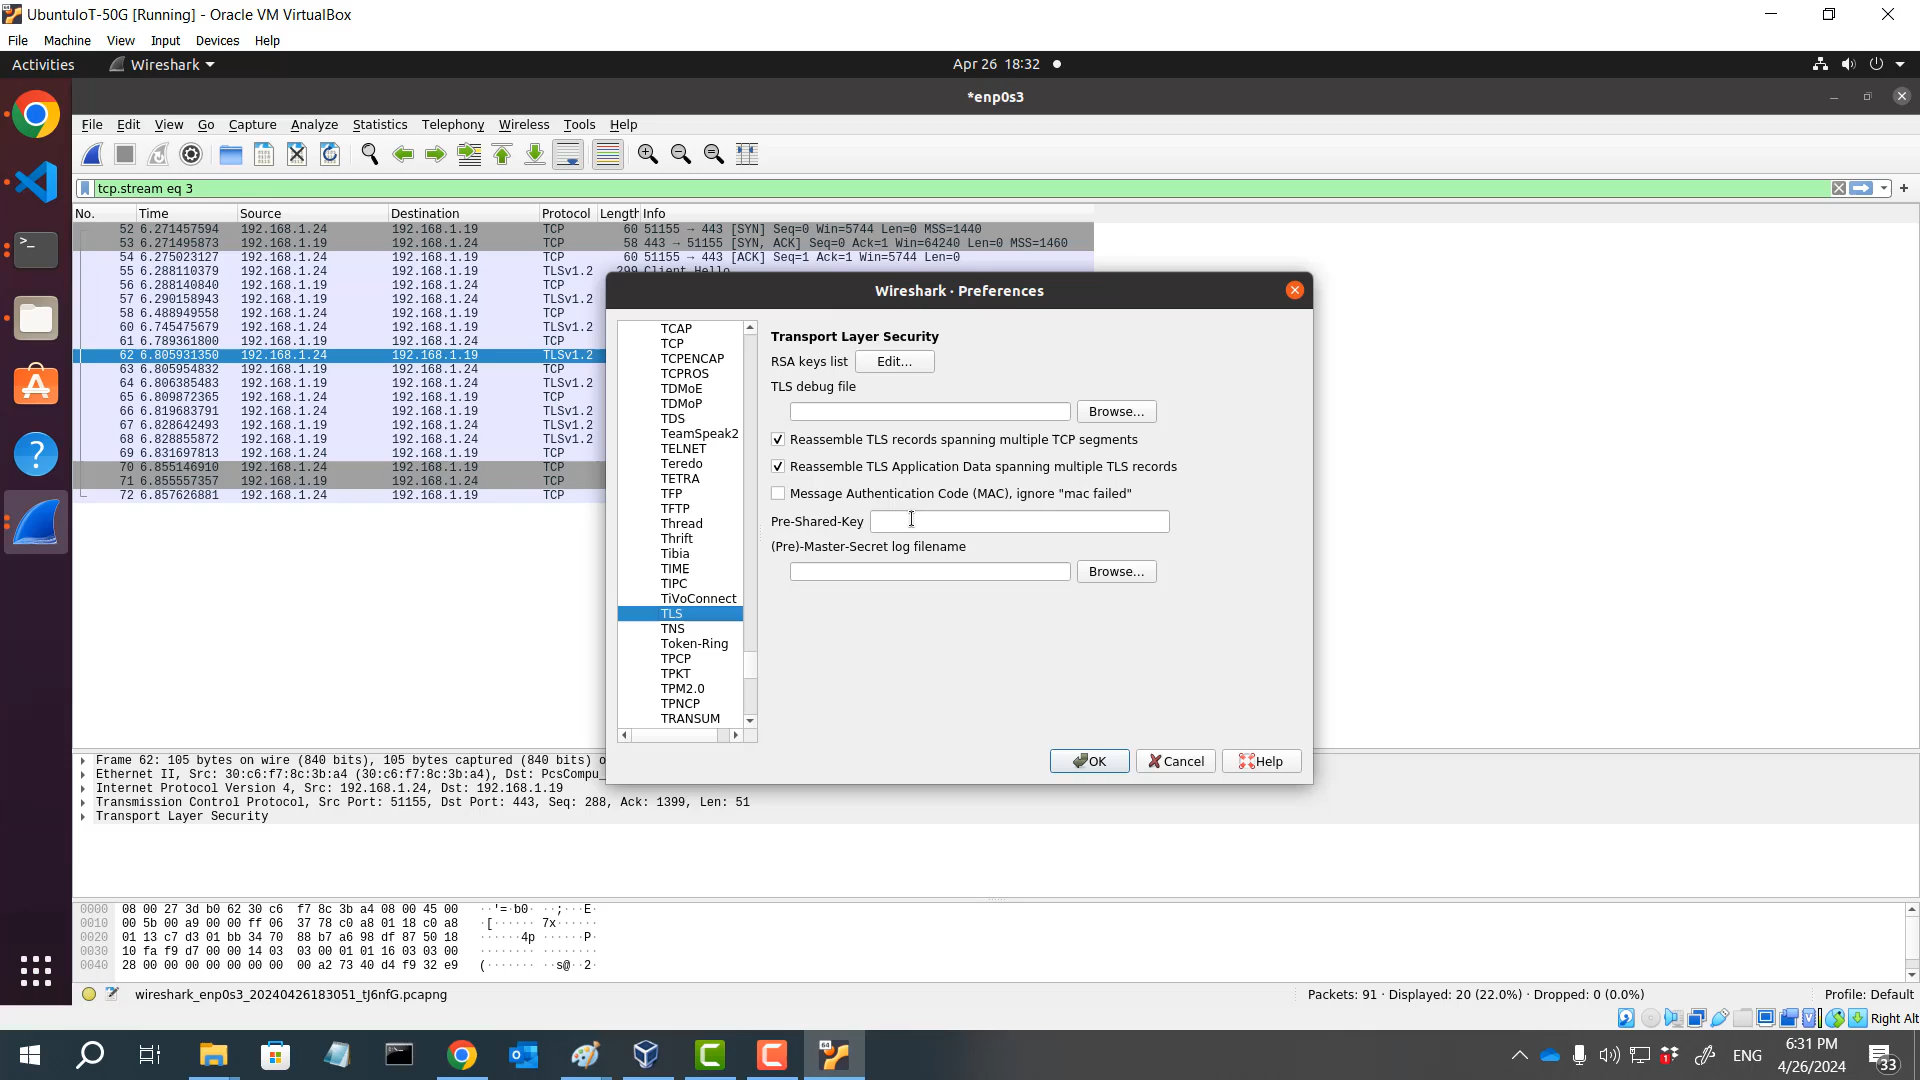 UbuntuIoT-50G [Running] - Oracle VM VirtualBox
File Machine View Input Devices Help
Activities Wireshark Apr 26 18:32
*enp0s3
File Edit View Go Capture Analyze Statistics Telephony Wireless Tools Help
tcp.stream eq 3
No. Time Source Destination Protocol Length Info
52 6.271457594 192.168.1.24 192.168.1.19 TCP 60 51155 → 443 [SYN] Seq=0 Win=5744 Len=0 MSS=1440
53 6.271495873 192.168.1.19 192.168.1.24 TCP 58 443 → 51155 [SYN, ACK] Seq=0 Ack=1 Win=64240 Len=0 MSS=1460
54 6.275023127 192.168.1.24 192.168.1.19 TCP 60 51155 → 443 [ACK] Seq=1 Ack=1 Win=5744 Len=0
55 6.288110379 192.168.1.24 192.168.1.19 TLSv1.2 299 Client Hello
56 6.288140840 192.168.1.19 192.168.1.24 TCP
57 6.290158943 192.168.1.19 192.168.1.24 TLSv1.2
58 6.488949558 192.168.1.24 192.168.1.19 TCP
60 6.745475679 192.168.1.24 192.168.1.19 TLSv1.2
61 6.789361800 192.168.1.19 192.168.1.24 TCP
62 6.805931350 192.168.1.24 192.168.1.19 TLSv1.2
63 6.805954832 192.168.1.19 192.168.1.24 TCP
64 6.806385483 192.168.1.19 192.168.1.24 TLSv1.2
65 6.809872365 192.168.1.24 192.168.1.19 TCP
66 6.819683791 192.168.1.24 192.168.1.19 TLSv1.2
67 6.828642493 192.168.1.19 192.168.1.24 TLSv1.2
68 6.828855872 192.168.1.19 192.168.1.24 TLSv1.2
69 6.831697813 192.168.1.24 192.168.1.19 TCP
70 6.855146910 192.168.1.24 192.168.1.19 TCP
71 6.855557357 192.168.1.19 192.168.1.24 TCP
72 6.857626881 192.168.1.24 192.168.1.19 TCP
Wireshark · Preferences
TCAP
TCP
TCPENCAP
TCPROS
TDMoE
TDMoP
TDS
TeamSpeak2
TELNET
Teredo
TETRA
TFP
TFTP
Thread
Thrift
Tibia
TIME
TIPC
TiVoConnect
TLS
TNS
Token-Ring
TPCP
TPKT
TPM2.0
TPNCP
TRANSUM
Transport Layer Security
RSA keys list Edit...
TLS debug file
Browse...
Reassemble TLS records spanning multiple TCP segments
Reassemble TLS Application Data spanning multiple TLS records
Message Authentication Code (MAC), ignore "mac failed"
Pre-Shared-Key
(Pre)-Master-Secret log filename
Browse...
OK Cancel Help
Frame 62: 105 bytes on wire (840 bits), 105 bytes captured (840 bits) o
Ethernet II, Src: 30:c6:f7:8c:3b:a4 (30:c6:f7:8c:3b:a4), Dst: PcsCompu_
Internet Protocol Version 4, Src: 192.168.1.24, Dst: 192.168.1.19
Transmission Control Protocol, Src Port: 51155, Dst Port: 443, Seq: 288, Ack: 1399, Len: 51
Transport Layer Security
0000 08 00 27 3d b0 62 30 c6 f7 8c 3b a4 08 00 45 00 ··'=·b0· ··;···E·
0010 00 5b 00 a9 00 00 ff 06 37 78 c0 a8 01 18 c0 a8 ·[······ 7x······
0020 01 13 c7 d3 01 bb 34 70 88 b7 a6 98 df 87 50 18 ······4p ······P·
0030 10 fa f9 d7 00 00 14 03 03 00 01 01 16 03 03 00 ········ ········
0040 28 00 00 00 00 00 00 00 00 a2 73 40 d4 f9 32 e9 (······· ··s@··2·
wireshark_enp0s3_20240426183051_tJ6nfG.pcapng Packets: 91 · Displayed: 20 (22.0%) · Dropped: 0 (0.0%) Profile: Default
Right Alt
ENG 6:31 PM
4/26/2024 33